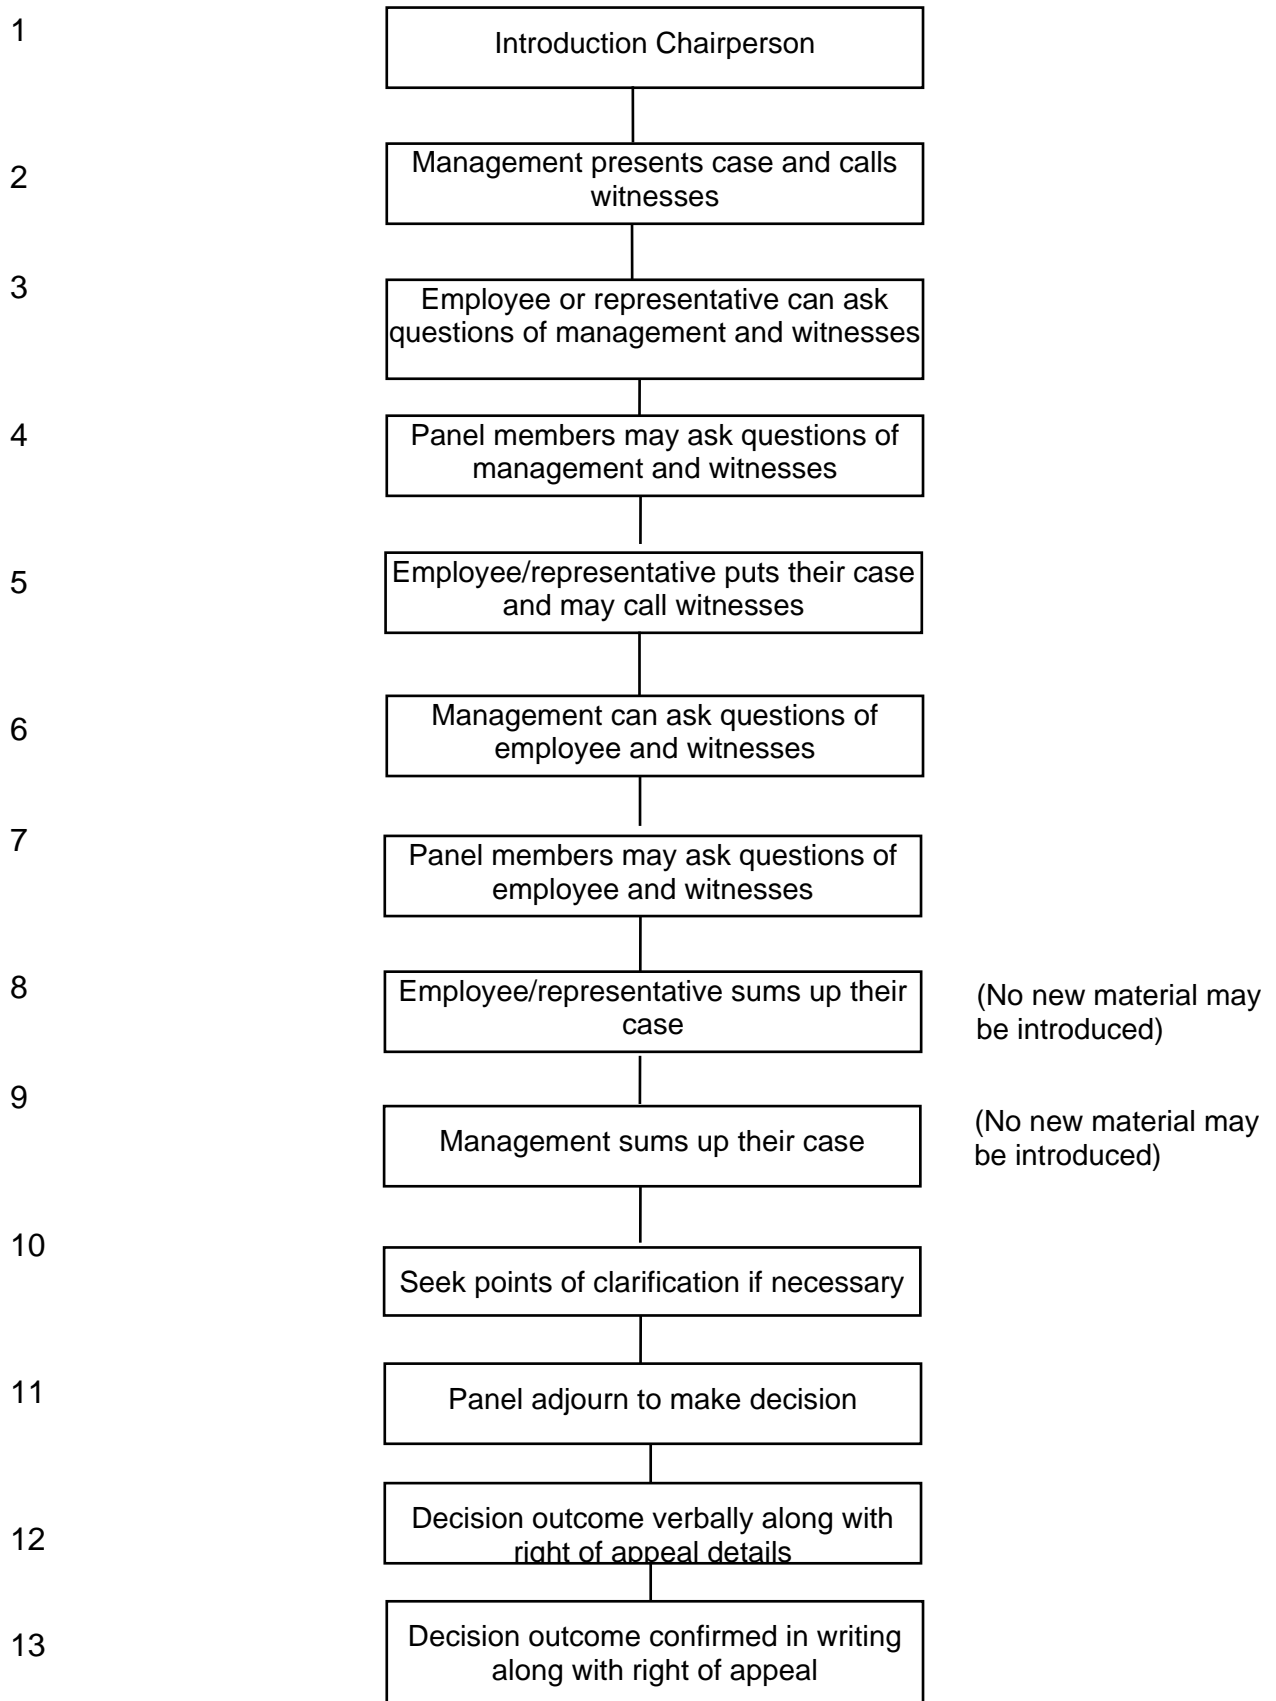 1
Introduction Chairperson
2
Management presents case and calls
witnesses
3
Employee or representative can ask
questions of management and witnesses
4
Panel members may ask questions of
management and witnesses
5
Employee/representative puts their case
and may call witnesses
6
Management can ask questions of
employee and witnesses
7
Panel members may ask questions of
employee and witnesses
8
Employee/representative sums up their
case
(No new material may
be introduced)
9
Management sums up their case
(No new material may
be introduced)
10
Seek points of clarification if necessary
11
Panel adjourn to make decision
12
Decision outcome verbally along with
right of appeal details
13
Decision outcome confirmed in writing
along with right of appeal